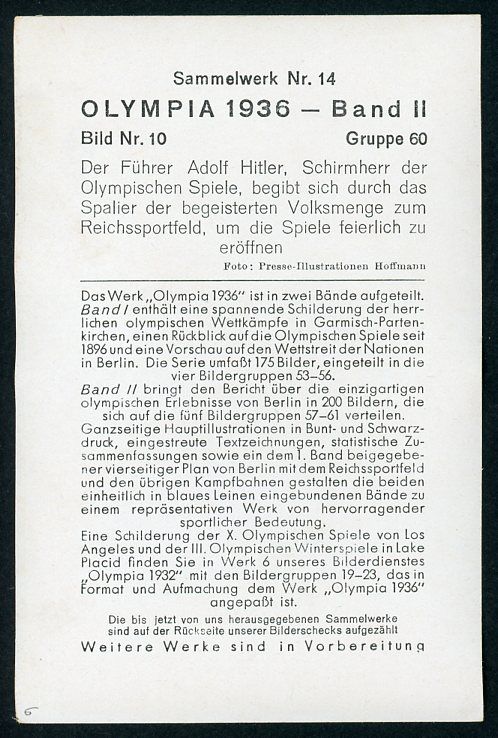 Sammelwerk Nr. 14
OLYMPIA 1936 — Band II
Bild Nr. 10 Gruppe 60
Der Führer Adolf Hitler, Schirmherr der
Olympischen Spiele, begibt sich durch das
Spalier der begeisterten Volksmenge zum
Reichssportfeld, um die Spiele feierlich zu
eröffnen
Foto: Presse-Illustrationen Hoffmann
Das Werk „Olympia 1936" ist in zwei Bände aufgeteilt.
Band I enthält eine spannende Schilderung der herr-
lichen olympischen Wettkämpfe in Garmisch-Parten-
kirchen, einen Rückblick auf die Olympischen Spiele seit
1896 und eine Vorschau auf den Wettstreit der Nationen
in Berlin. Die Serie umfaßt 175 Bilder, eingeteilt in die
vier Bildergruppen 53–56.
Band II bringt den Bericht über die einzigartigen
olympischen Erlebnisse von Berlin in 200 Bildern, die
sich auf die fünf Bildergruppen 57–61 verteilen.
Ganzseitige Hauptillustrationen in Bunt- und Schwarz-
druck, eingestreute Textzeichnungen, statistische Zu-
sammenfassungen sowie ein dem 1. Band beigegebe-
ner vierseitiger Plan von Berlin mit dem Reichssportfeld
und den übrigen Kampfbahnen gestalten die beiden
einheitlich in blaues Leinen eingebundenen Bände zu
einem repräsentativen Werk von hervorragender
sportlicher Bedeutung.
Eine Schilderung der X. Olympischen Spiele von Los
Angeles und der III. Olympischen Winterspiele in Lake
Placid finden Sie in Werk 6 unseres Bilderdienstes
„Olympia 1932" mit den Bildergruppen 19–23, das in
Format und Aufmachung dem Werk „Olympia 1936"
angepaßt ist.
Die bis jetzt von uns herausgegebenen Sammelwerke
sind auf der Rückseite unserer Bilderschecks aufgezählt
Weitere Werke sind in Vorbereitung
6